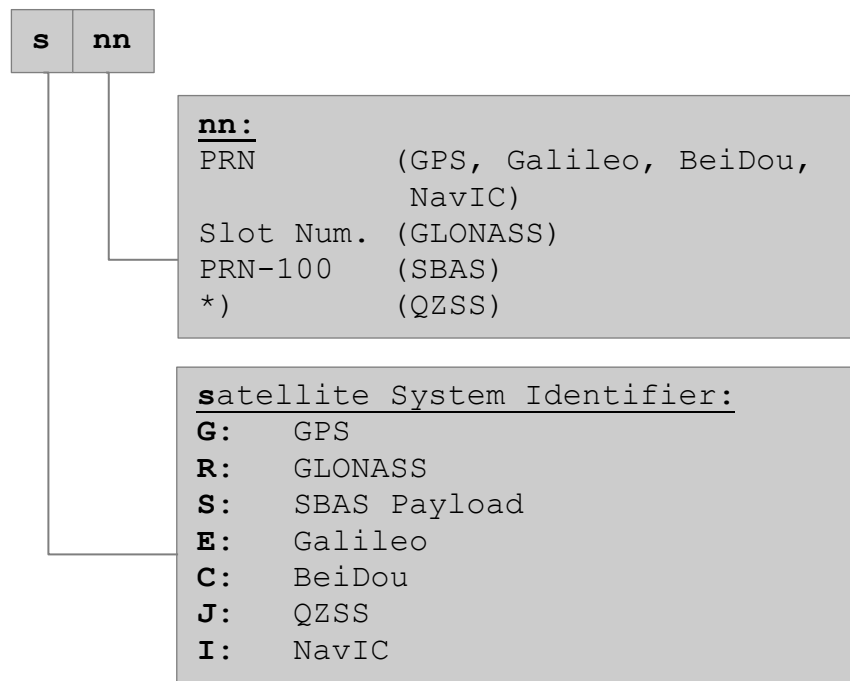 s nn
nn:
PRN (GPS, Galileo, BeiDou,
NavIC)
Slot Num. (GLONASS)
PRN-100 (SBAS)
*) (QZSS)
satellite System Identifier:
G: GPS
R: GLONASS
S: SBAS Payload
E: Galileo
C: BeiDou
J: QZSS
I: NavIC